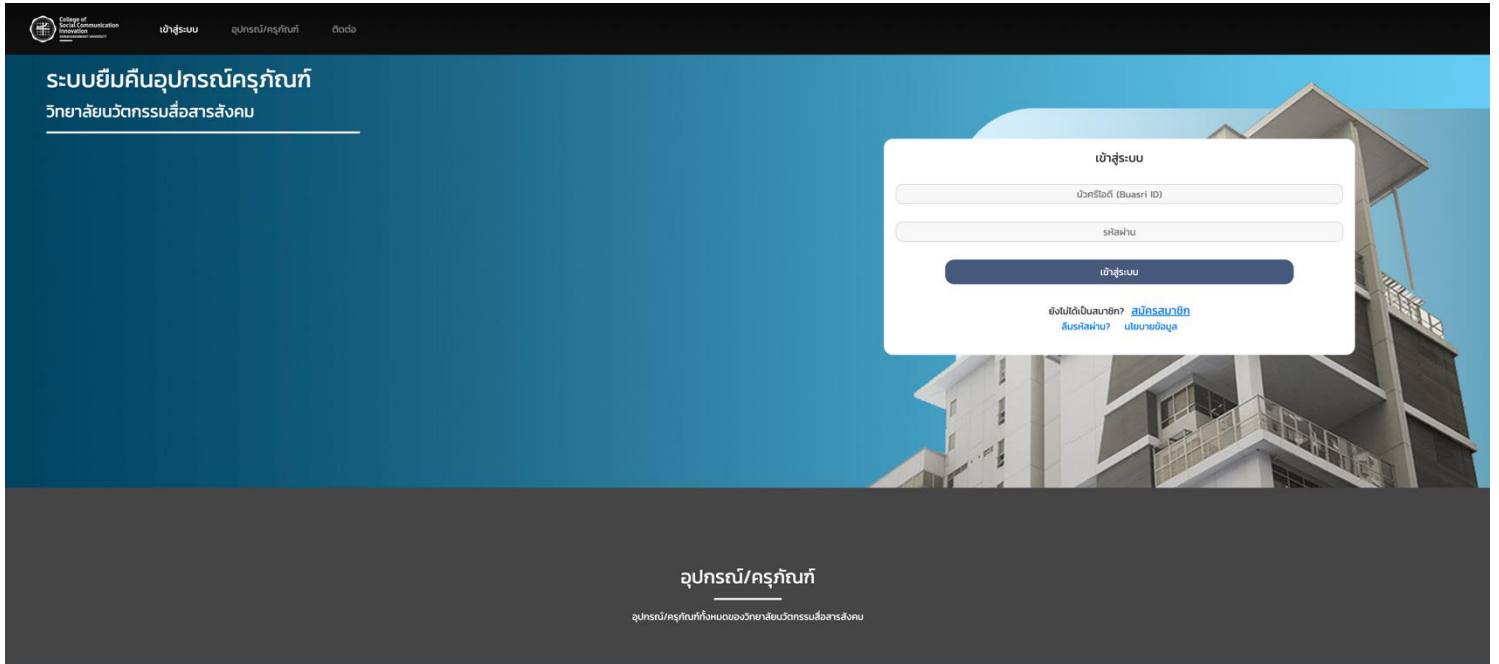 College of
Social Communication
Innovation
SRINAKHARINWIROT UNIVERSITY
เข้าสู่ระบบ อุปกรณ์/ครุภัณฑ์ ติดต่อ
ระบบยืมคืนอุปกรณ์ครุภัณฑ์
วิทยาลัยนวัตกรรมสื่อสารสังคม
เข้าสู่ระบบ
บัวศรีไอดี (Buasri ID)
รหัสผ่าน
เข้าสู่ระบบ
ยังไม่ได้เป็นสมาชิก? สมัครสมาชิก
ลืมรหัสผ่าน? นโยบายข้อมูล
อุปกรณ์/ครุภัณฑ์
อุปกรณ์/ครุภัณฑ์ทั้งหมดของวิทยาลัยนวัตกรรมสื่อสารสังคม